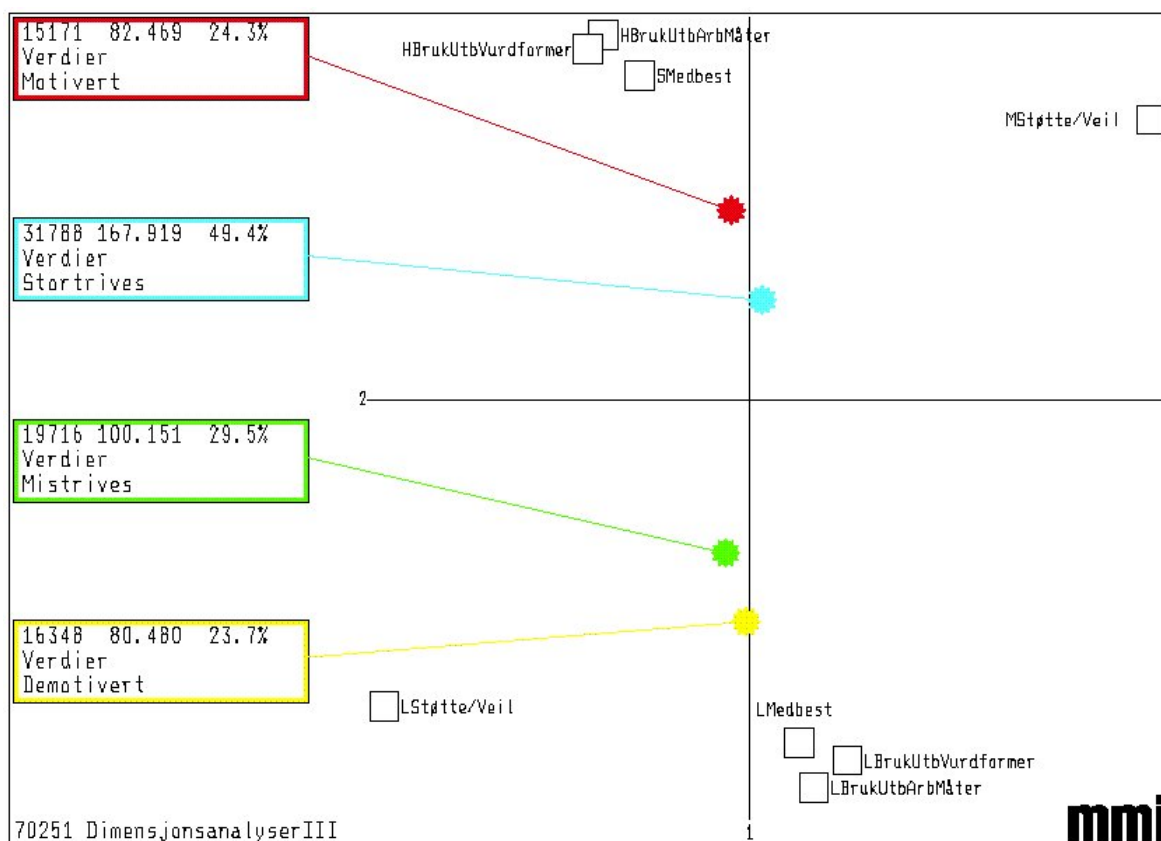 15171 82.469 24.3%
Verdier
Motivert
HBrukUtbVurdformer
HBrukUtbArbMåter
SMedbest
MStøtte/Veil
31788 167.919 49.4%
Verdier
Stortrives
2
19716 100.151 29.5%
Verdier
Mistrives
16348 80.480 23.7%
Verdier
Demotivert
LStøtte/Veil
LMedbest
LBrukUtbVurdformer
LBrukUtbArbMåter
70251 DimensjonsanalyserIII
1
mmi